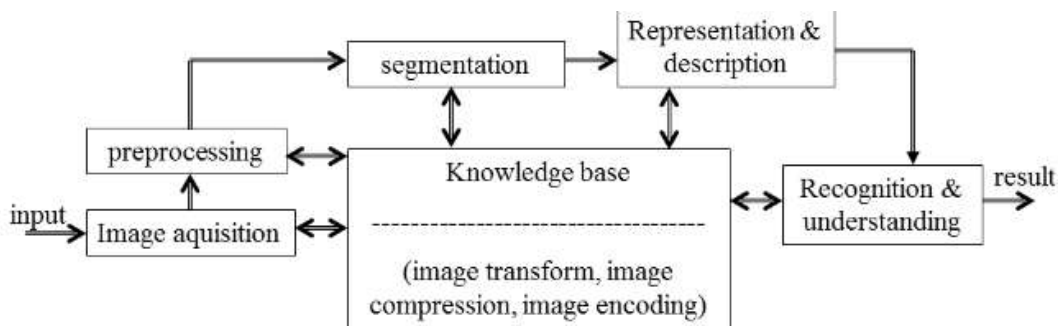 Representation &
description
segmentation
preprocessing
Knowledge base
Recognition &
understanding
result
input
Image aquisition
(image transform, image
compression, image encoding)